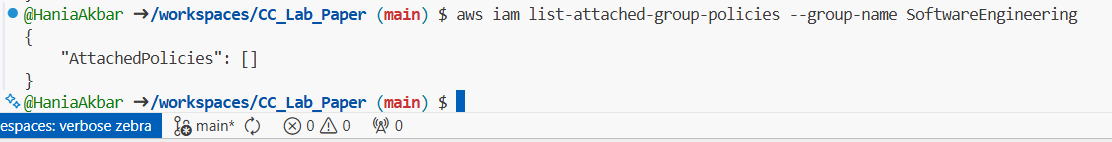 @HaniaAkbar ➜/workspaces/CC_Lab_Paper (main) $ aws iam list-attached-group-policies --group-name SoftwareEngineering
{
    "AttachedPolicies": []
}
@HaniaAkbar ➜/workspaces/CC_Lab_Paper (main) $
espaces: verbose zebra main* 0 0 0